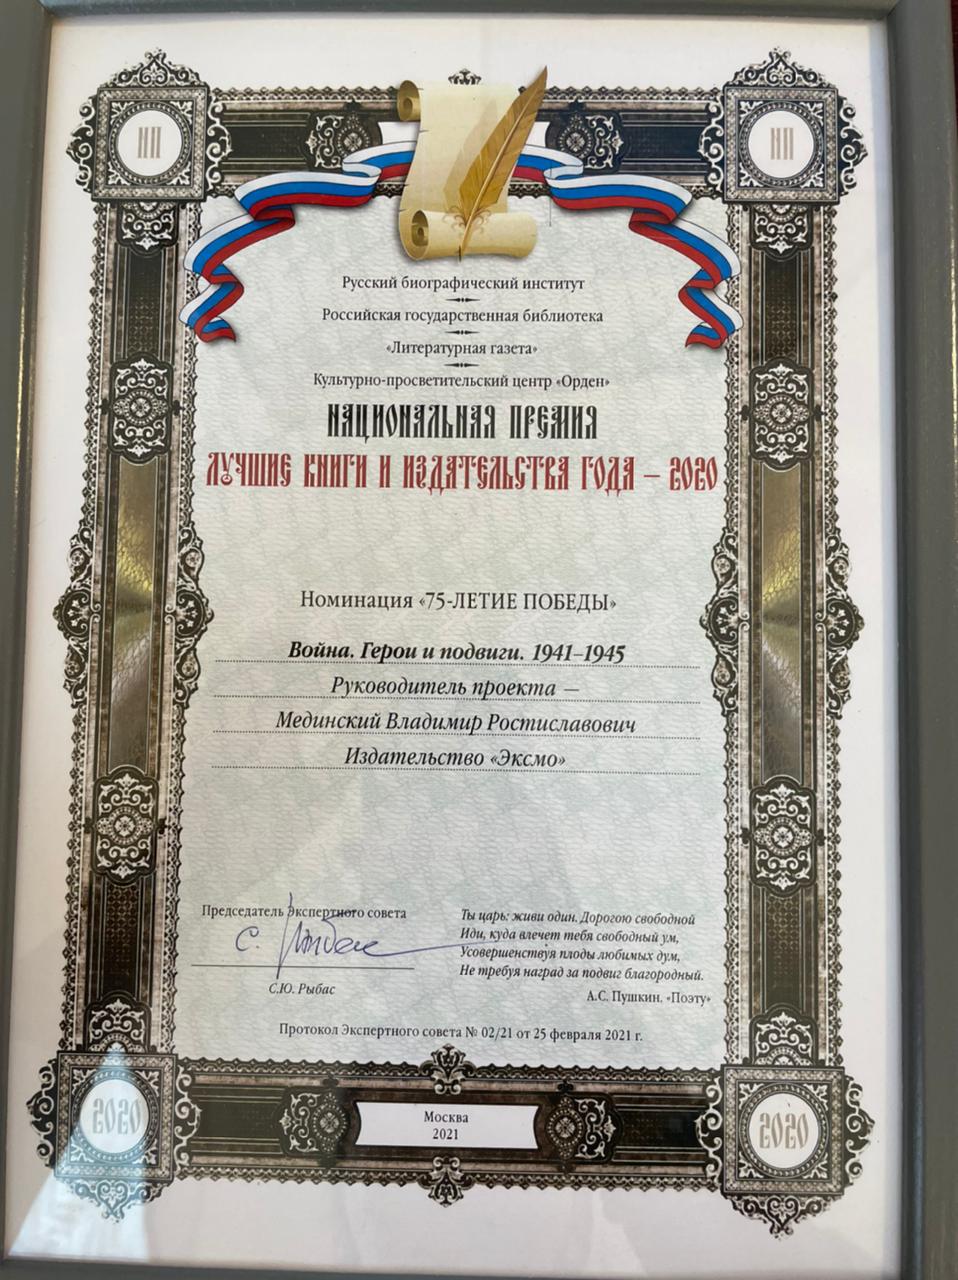 НП
НП
Русский биографический институт
Российская государственная библиотека
«Литературная газета»
Культурно-просветительский центр «Орден»
НАЦИОНАЛЬНАЯ ПРЕМИЯ
ЛУЧШИЕ КНИГИ И ИЗДАТЕЛЬСТВА ГОДА – 2020
Номинация «75-ЛЕТИЕ ПОБЕДЫ»
Война. Герои и подвиги. 1941–1945
Руководитель проекта —
Мединский Владимир Ростиславович
Издательство «Эксмо»
Председатель Экспертного совета
С. Рыбас
С.Ю. Рыбас
Ты царь: живи один. Дорогою свободной
Иди, куда влечет тебя свободный ум,
Усовершенствуя плоды любимых дум,
Не требуя наград за подвиг благородный.
А.С. Пушкин. «Поэту»
Протокол Экспертного совета № 02/21 от 25 февраля 2021 г.
2020
Москва
2021
2020